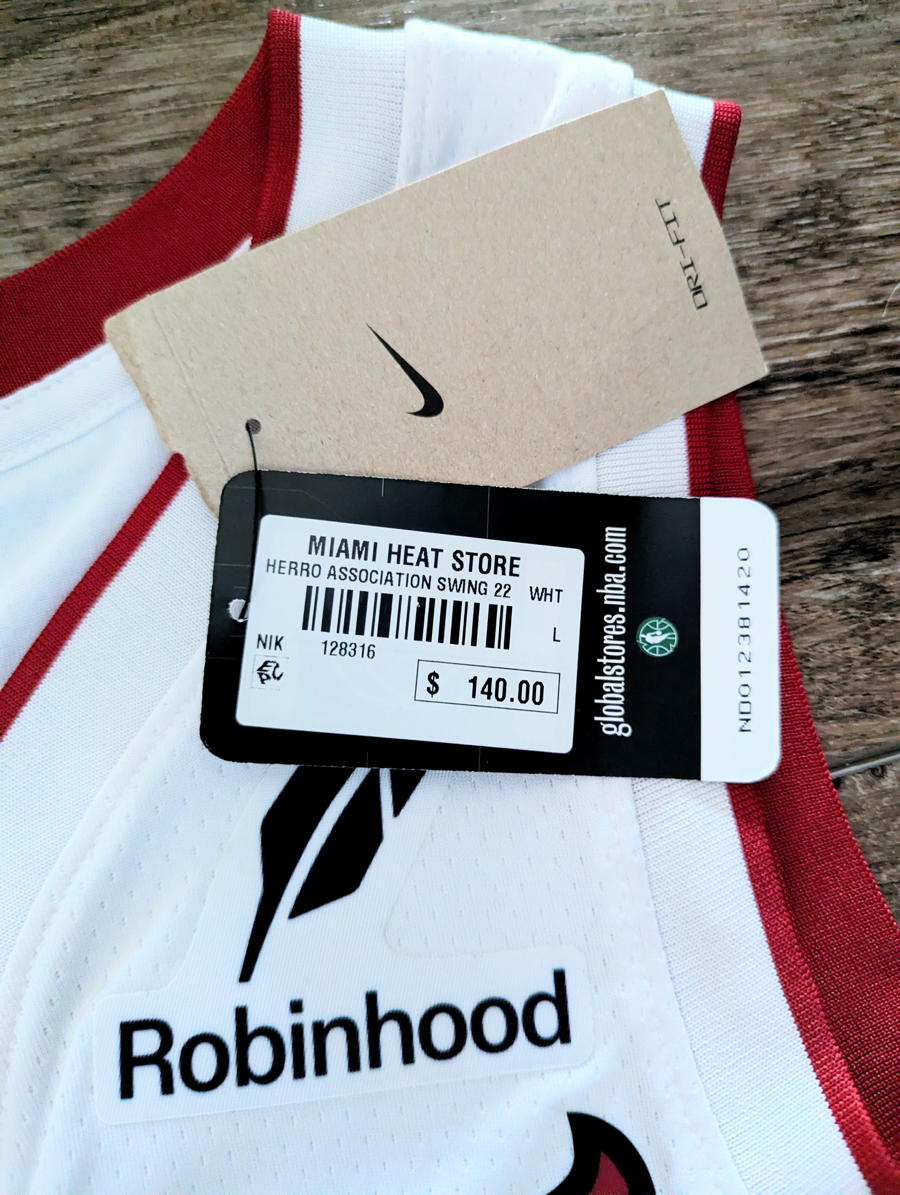 DRI-FIT
MIAMI HEAT STORE
HERRO ASSOCIATION SWING 22 WHT
L
NIK
128316
$ 140.00
globalstores.nba.com
ND012381420
Robinhood